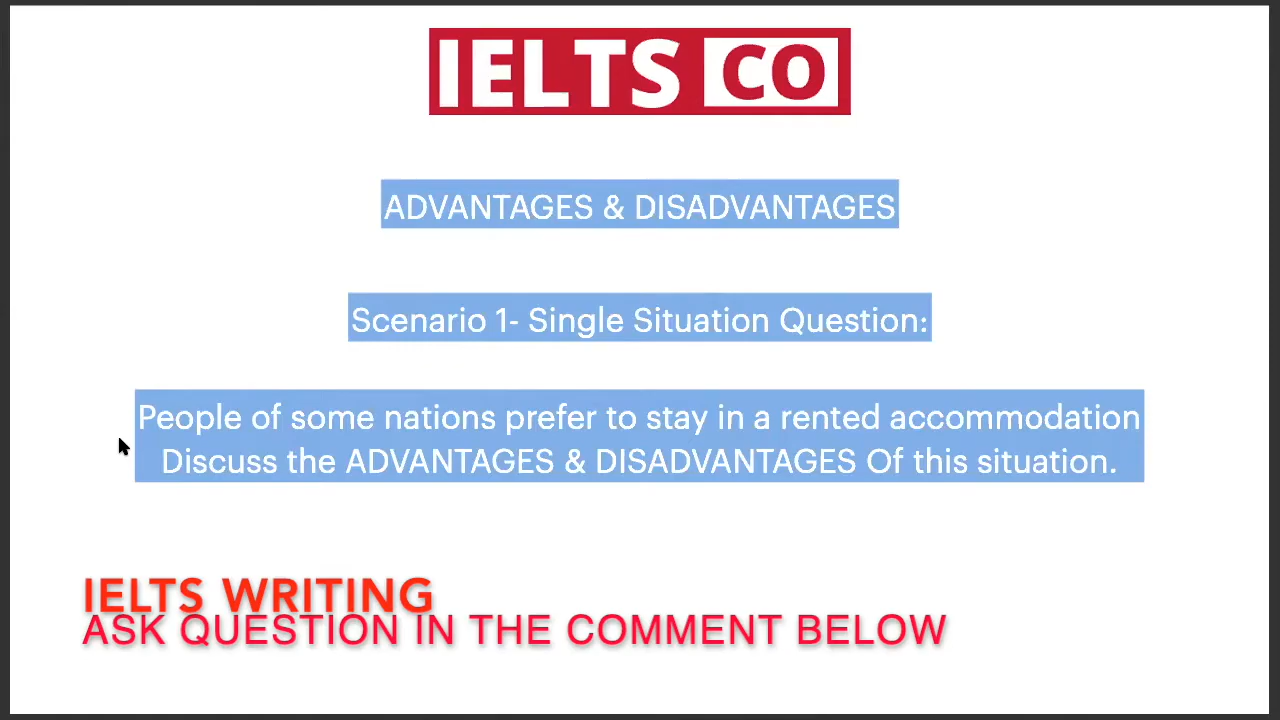 IELTS CO
ADVANTAGES & DISADVANTAGES
Scenario 1- Single Situation Question:
People of some nations prefer to stay in a rented accommodation
Discuss the ADVANTAGES & DISADVANTAGES Of this situation.
IELTS WRITING
ASK QUESTION IN THE COMMENT BELOW